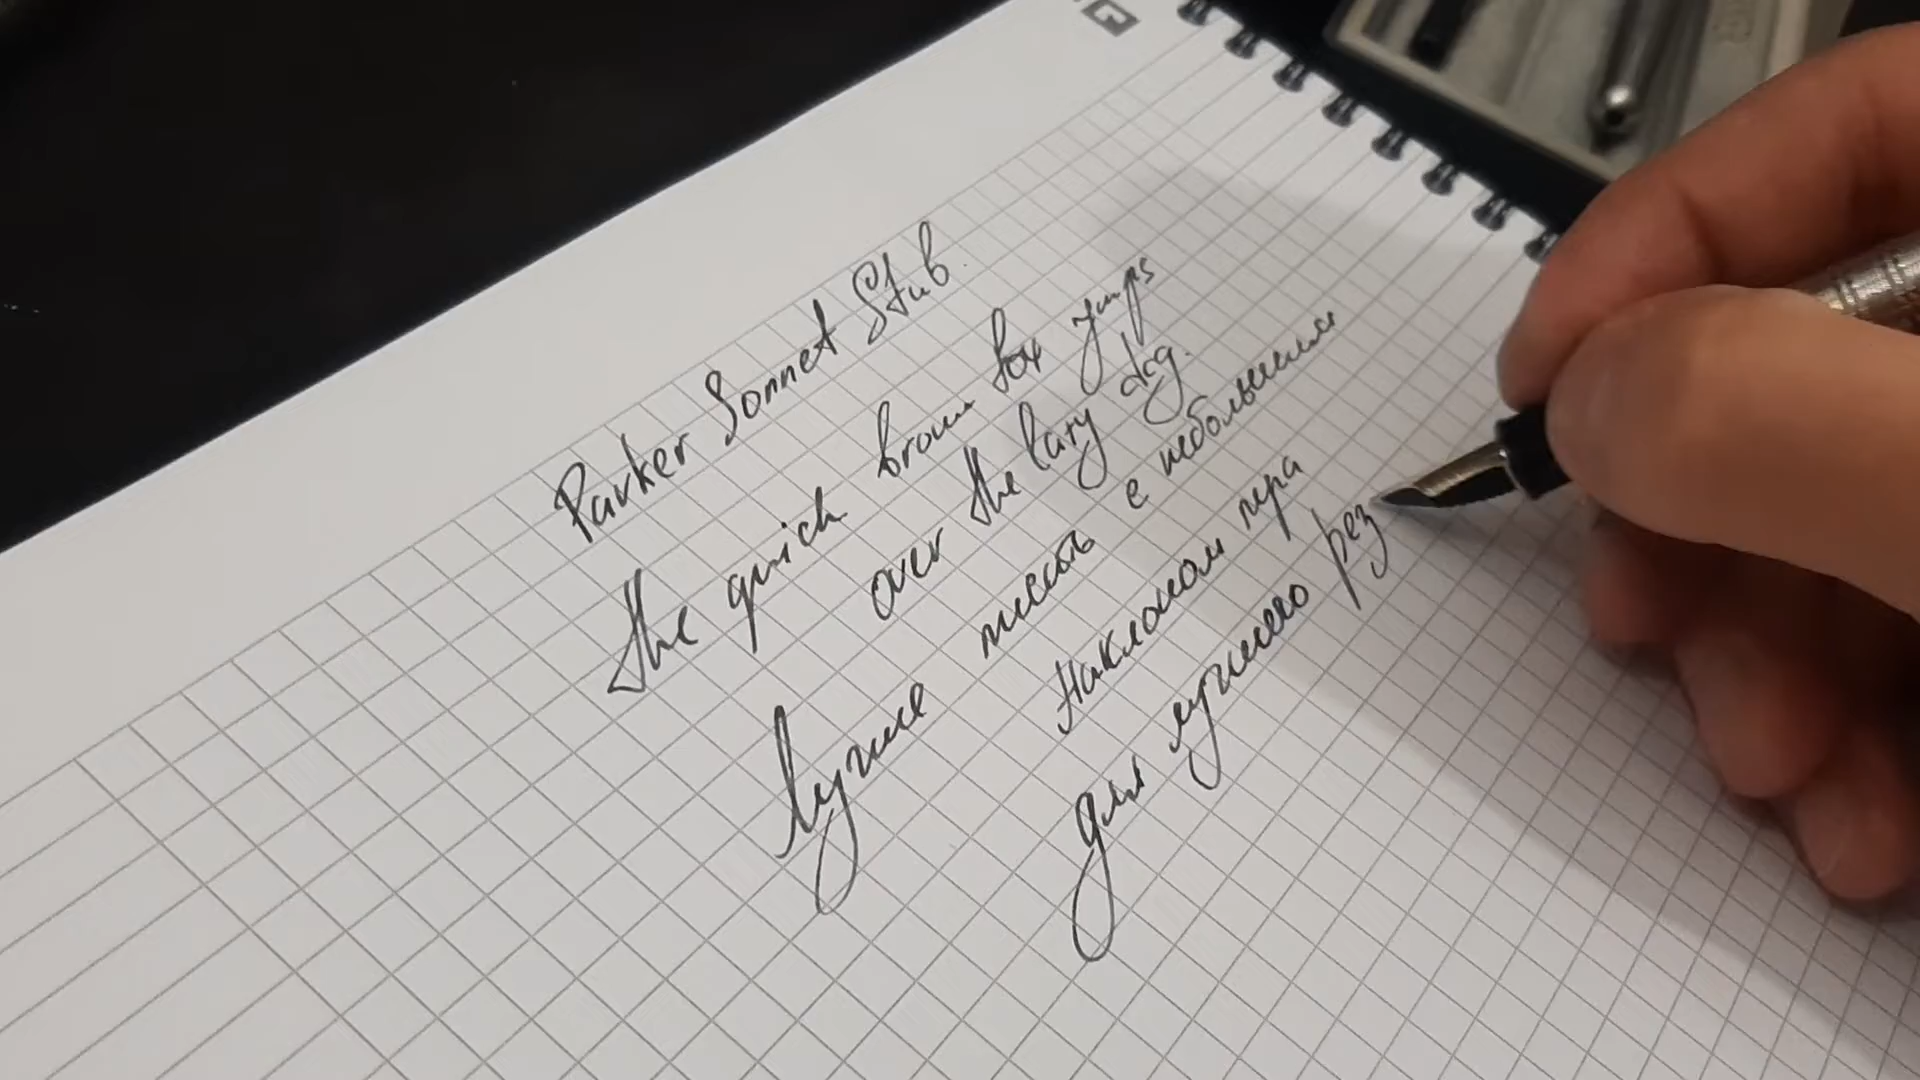 Parker Sonnet Stub.
the quick brown fox jumps
over the lazy dog.
Лучше писать с небольшим
наклоном пера
для лучшего рез